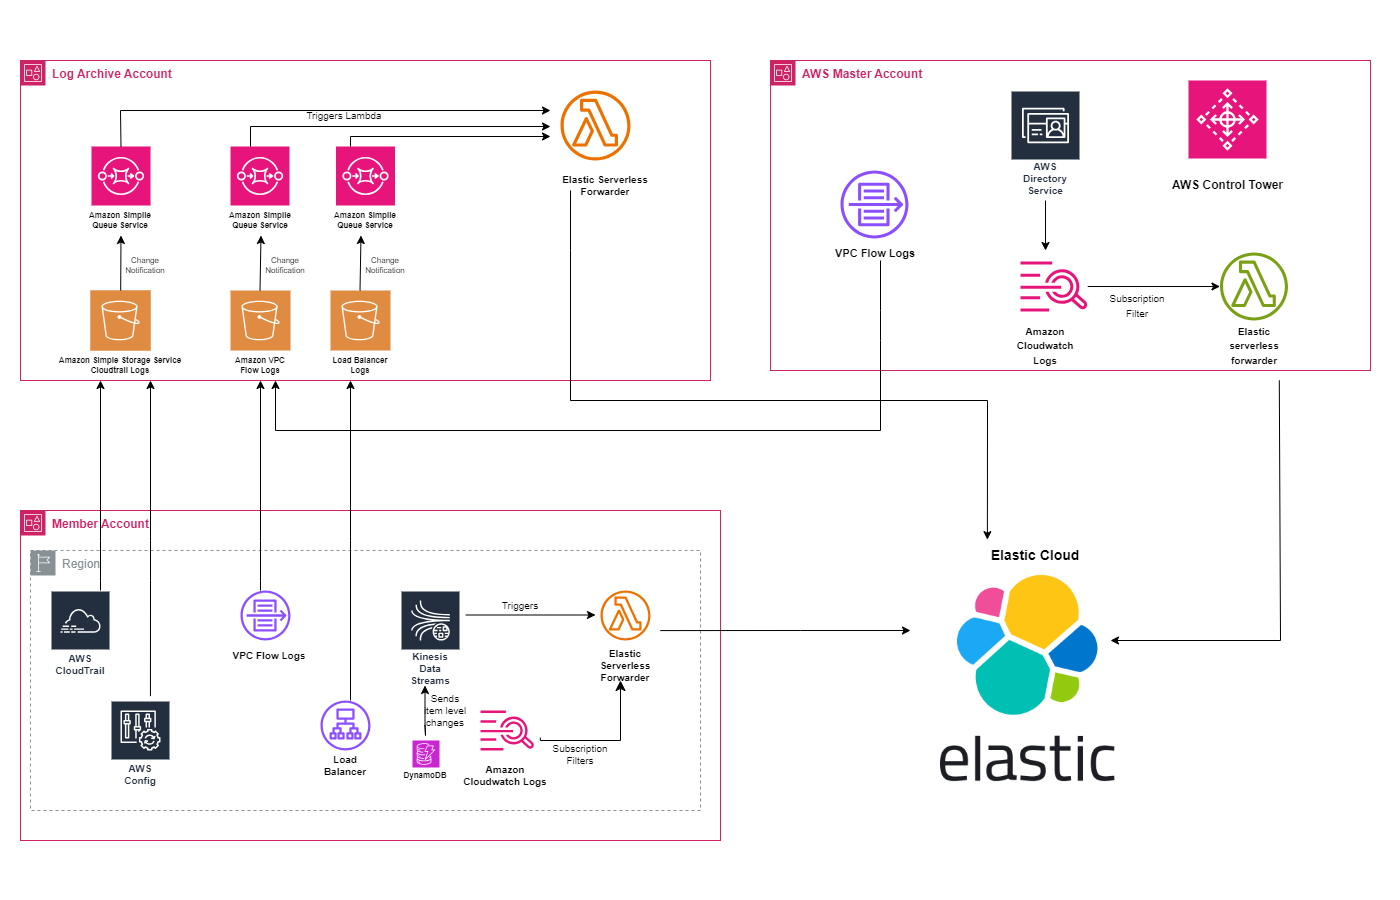 Log Archive Account
Triggers Lambda
Elastic Serverless
Forwarder
Amazon Simplle
Queue Service
Amazon Simplle
Queue Service
Amazon Simplle
Queue Service
Change
Notification
Change
Notification
Change
Notification
Amazon Simple Storage Service
Cloudtrail Logs
Amazon VPC
Flow Logs
Load Balancer
Logs
AWS Master Account
AWS
Directory
Service
AWS Control Tower
VPC Flow Logs
Subscription
Filter
Amazon
Cloudwatch
Logs
Elastic
serverless
forwarder
Member Account
Region
AWS
CloudTrail
AWS
Config
VPC Flow Logs
Load
Balancer
Kinesis
Data
Streams
Triggers
Elastic
Serverless
Forwarder
Sends
item level
changes
DynamoDB
Amazon
Cloudwatch Logs
Subscription
Filters
Elastic Cloud
elastic